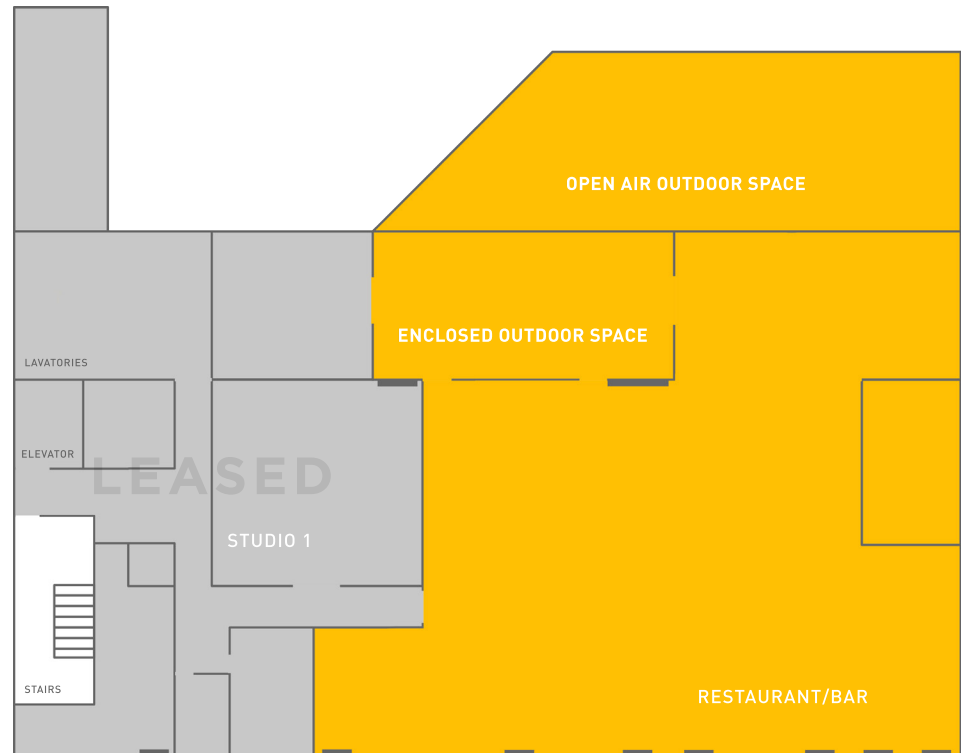 OPEN AIR OUTDOOR SPACE
ENCLOSED OUTDOOR SPACE
LAVATORIES
ELEVATOR
LEASED
STUDIO 1
STAIRS
RESTAURANT/BAR